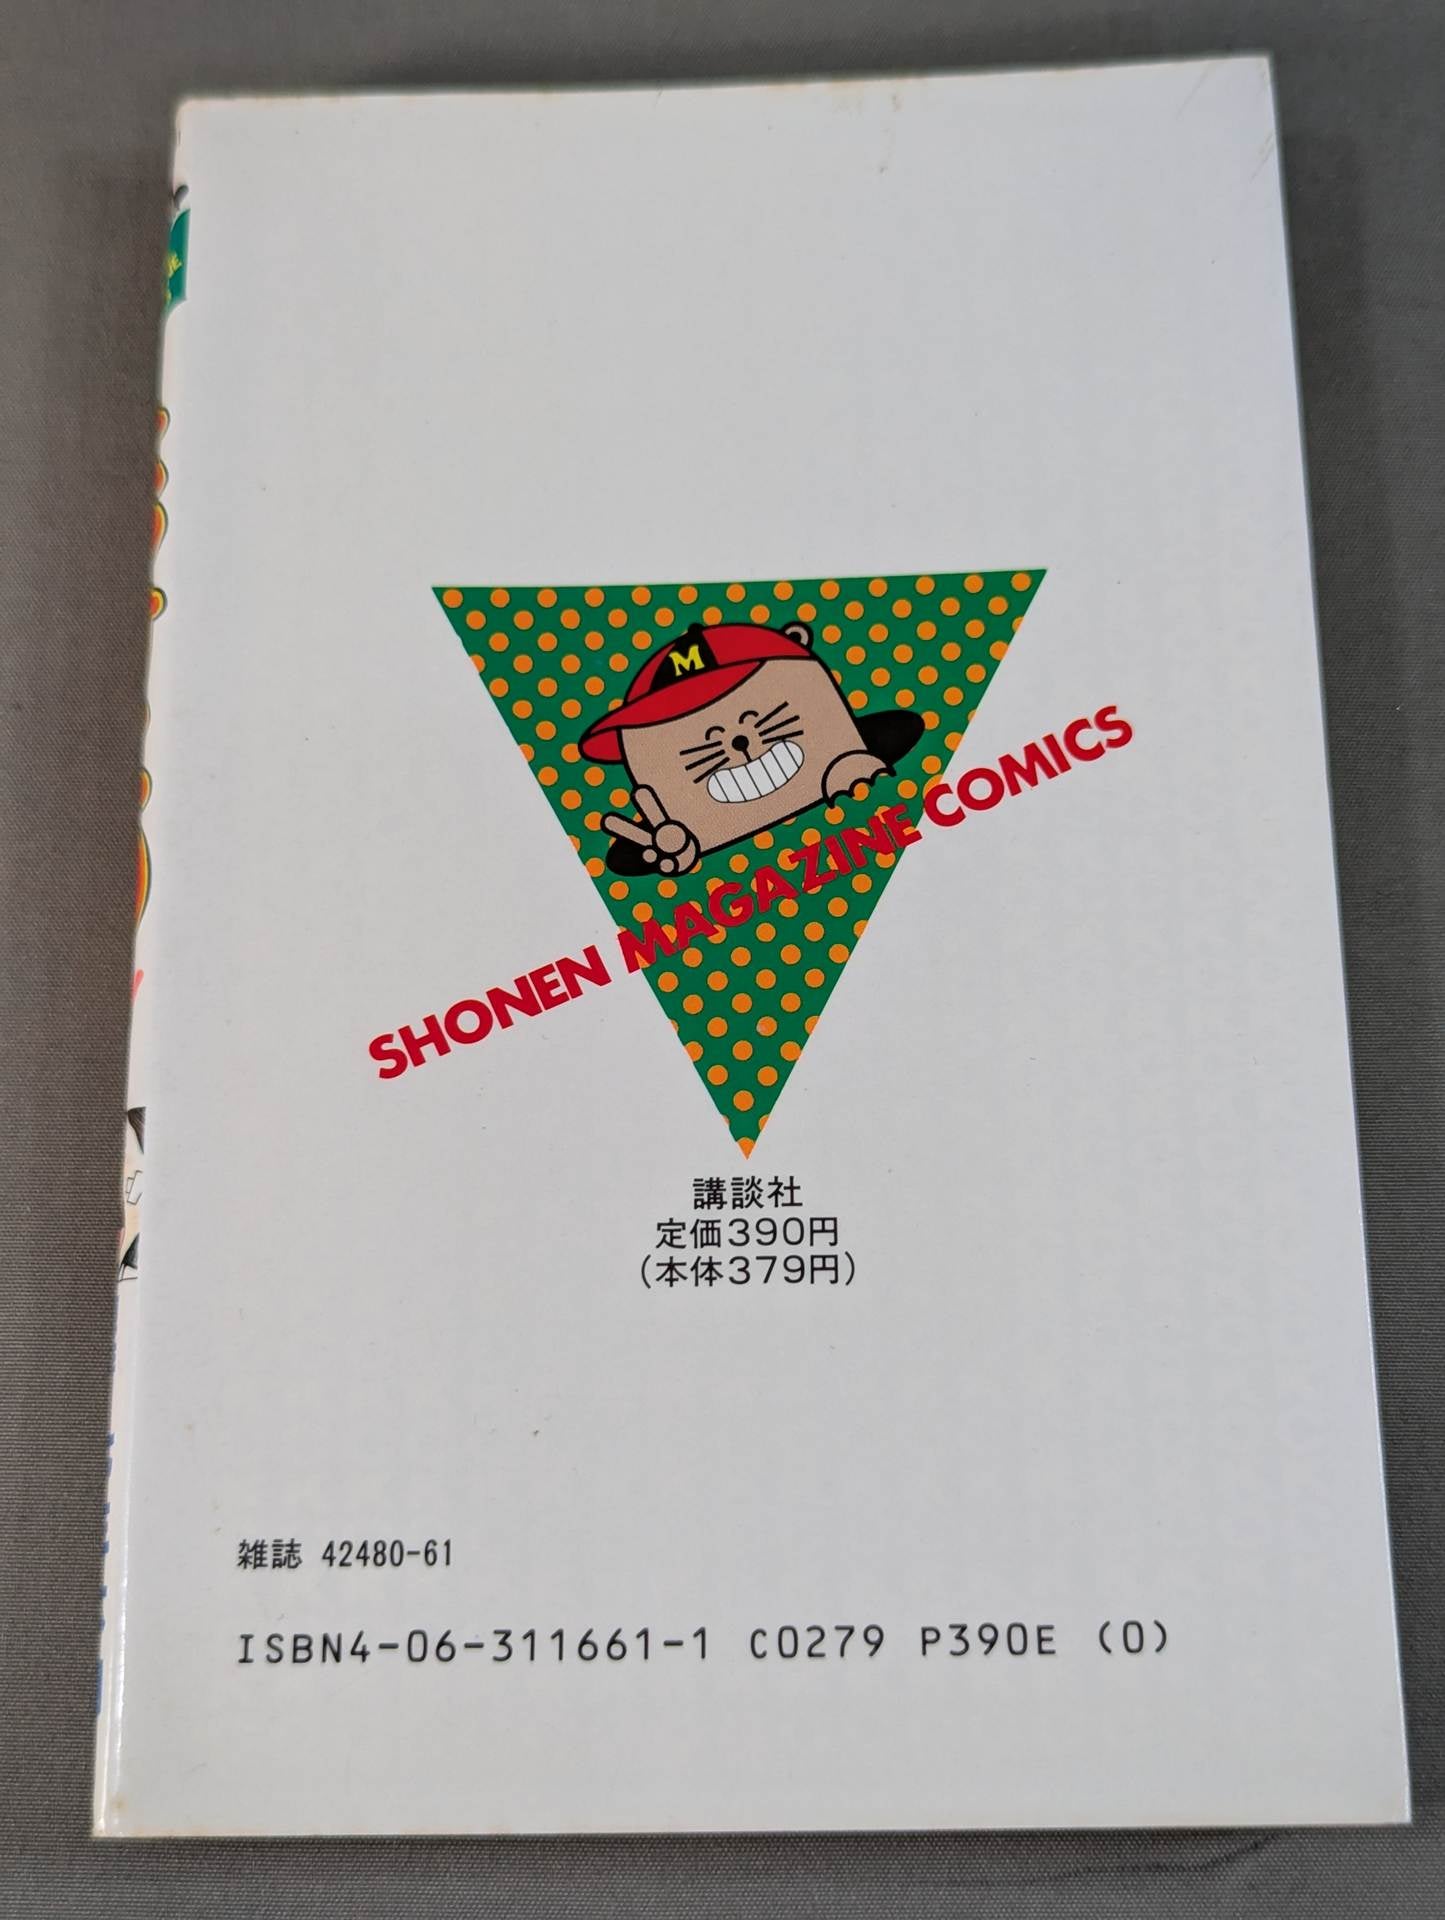 M
SHONEN MAGAZINE COMICS
講談社
定価390円
(本体379円)
雑誌 42480-61
ISBN4-06-311661-1 C0279 P390E (0)